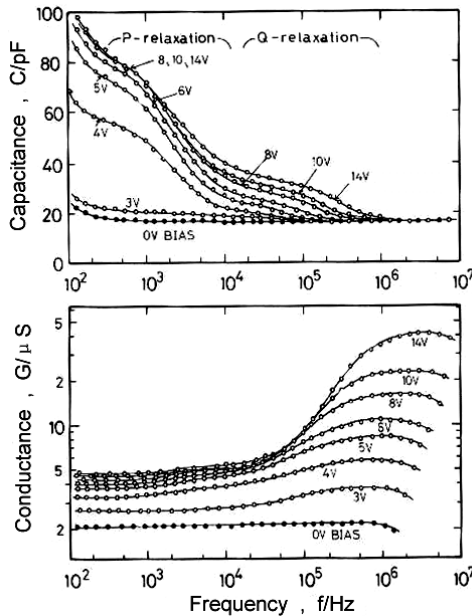 Capacitance , C/pF
100
80
60
40
20
0
P-relaxation Q-relaxation
8, 10, 14V
6V
5V
4V
8V
10V
14V
3V
0V BIAS
10² 10³ 10⁴ 10⁵ 10⁶ 10⁷
Conductance , G/μS
5
2
10
5
2
14V
10V
8V
6V
5V
4V
3V
0V BIAS
10² 10³ 10⁴ 10⁵ 10⁶ 10⁷
Frequency , f/Hz